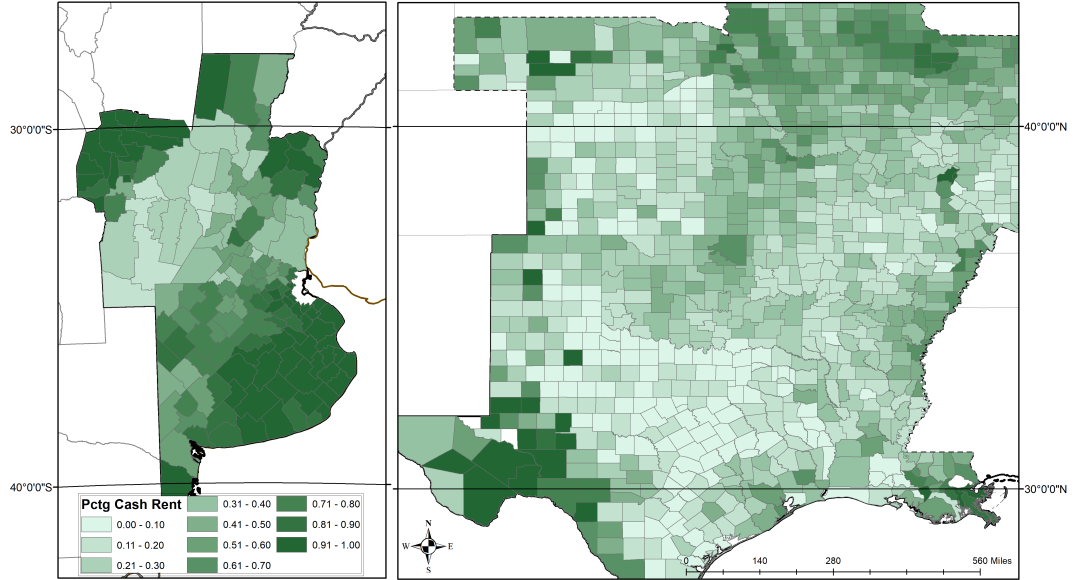 30°0'0"S
40°0'0"N
40°0'0"S
30°0'0"N
Pctg Cash Rent
0.00 - 0.10
0.11 - 0.20
0.21 - 0.30
0.31 - 0.40
0.41 - 0.50
0.51 - 0.60
0.61 - 0.70
0.71 - 0.80
0.81 - 0.90
0.91 - 1.00
N
W E
S
0 140 280 560 Miles